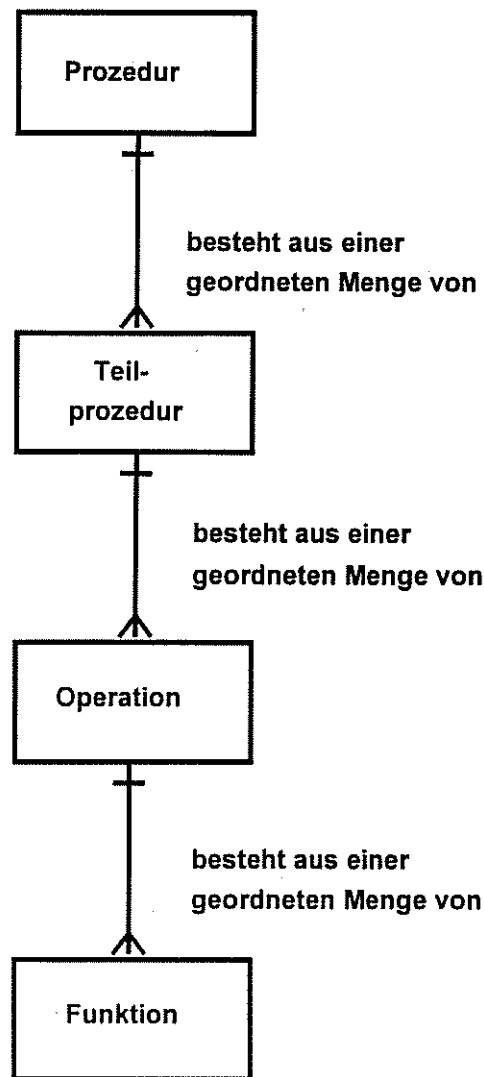 Prozedur
besteht aus einer
geordneten Menge von
Teil-
prozedur
besteht aus einer
geordneten Menge von
Operation
besteht aus einer
geordneten Menge von
Funktion